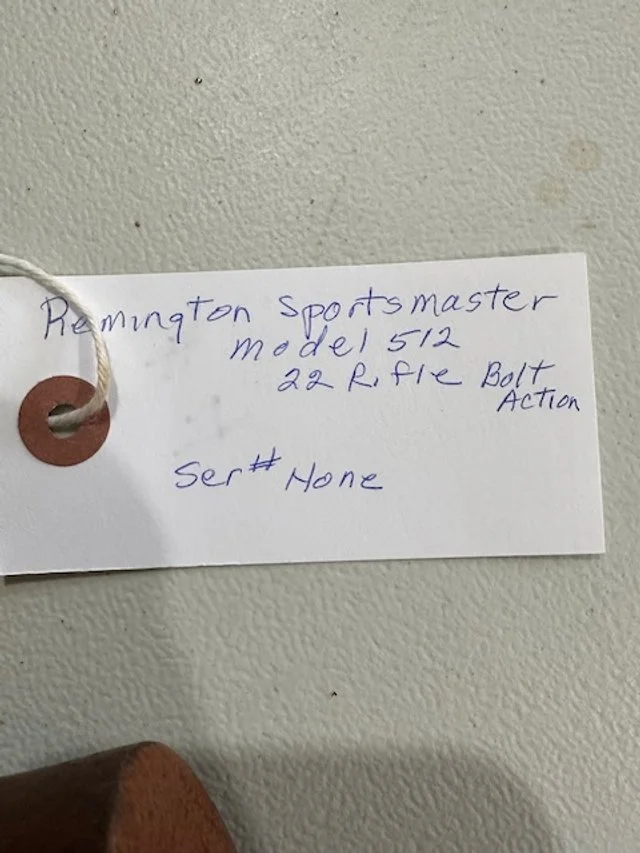 Remington Sportsmaster
model 512
22 Rifle Bolt
Action
Ser# None